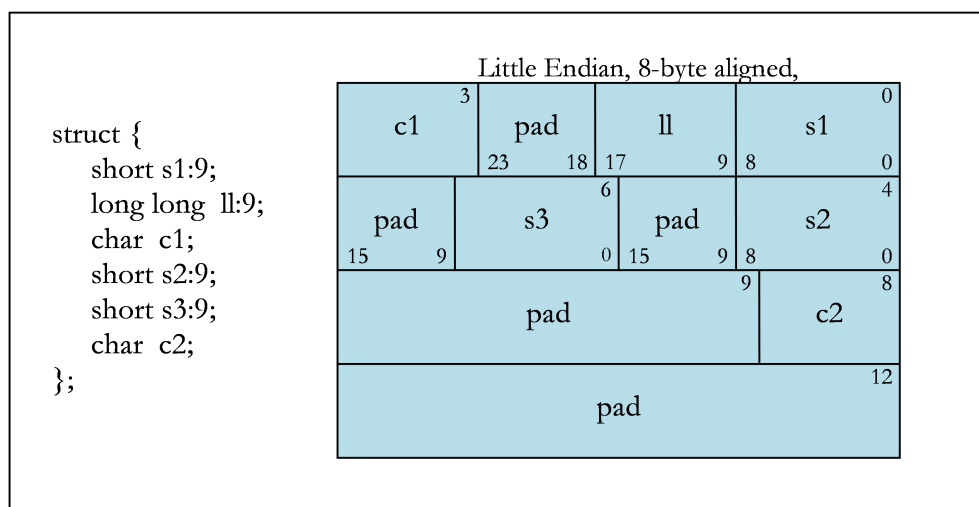 Little Endian, 8-byte aligned,
struct {
short s1:9;
long long ll:9;
char c1;
short s2:9;
short s3:9;
char c2;
};
3 0
c1 pad ll s1
23 18 17 9 8 0
6 4
pad s3 pad s2
15 9 0 15 9 8 0
9 8
pad c2
12
pad